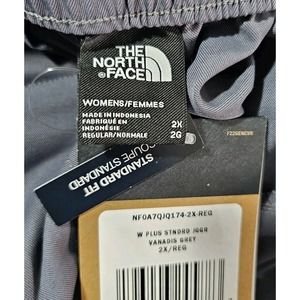 THE
NORTH
FACE
WOMENS/FEMMES
MADE IN INDONESIA
FABRIQUÉ EN
INDONÉSIE
REGULAR/NORMALE
2X
2G
STANDARD FIT
COUPE STANDARD
NF0A7QJQ174-2X-REG
W PLUS STNDRD JGGR
VANADIS GREY
2X/REG